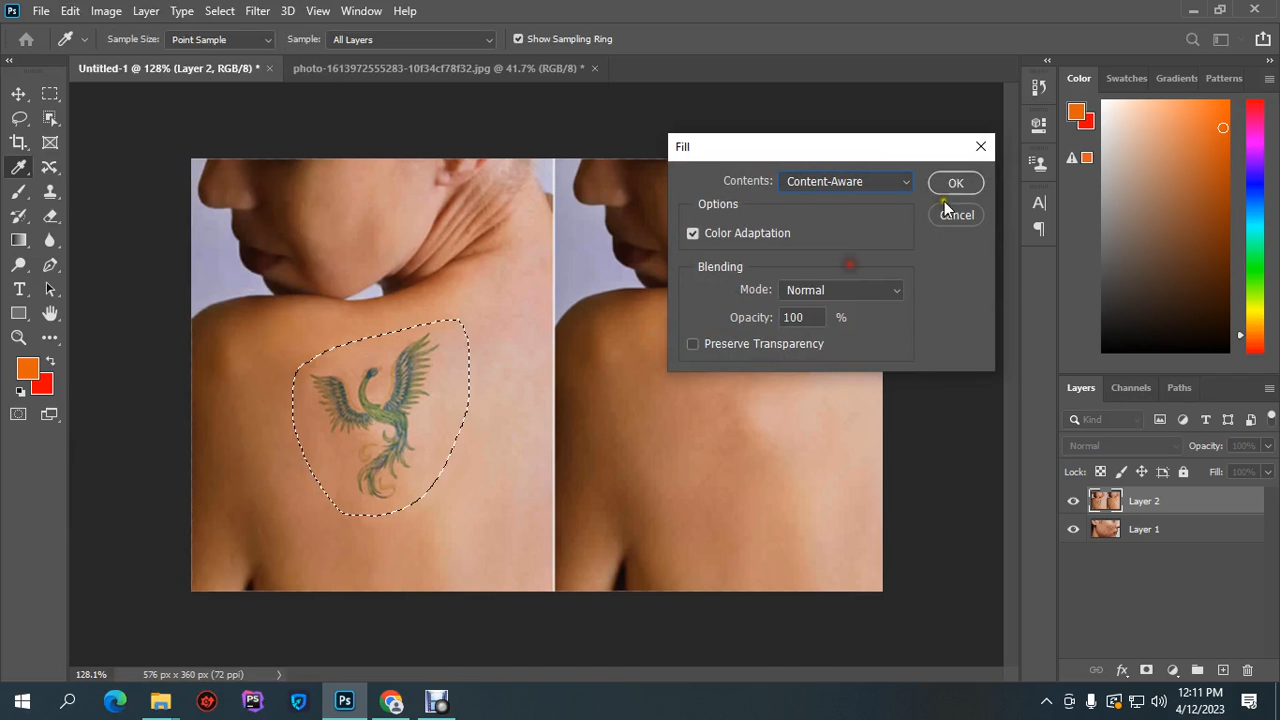 Ps File Edit Image Layer Type Select Filter 3D View Window Help
Sample Size: Point Sample Sample: All Layers Show Sampling Ring
Untitled-1 @ 128% (Layer 2, RGB/8) * × photo-1613972555283-10f34cf78f32.jpg @ 41.7% (RGB/8) * ×
Color Swatches Gradients Patterns
Fill
Contents: Content-Aware OK
Options
Cancel
Color Adaptation
Blending
Mode: Normal
Opacity: 100 %
Preserve Transparency
Layers Channels Paths
Kind
Normal Opacity: 100%
Lock: Fill: 100%
Layer 2
Layer 1
128.1% 576 px x 360 px (72 ppi)
PS Ps 12:11 PM
4/12/2023